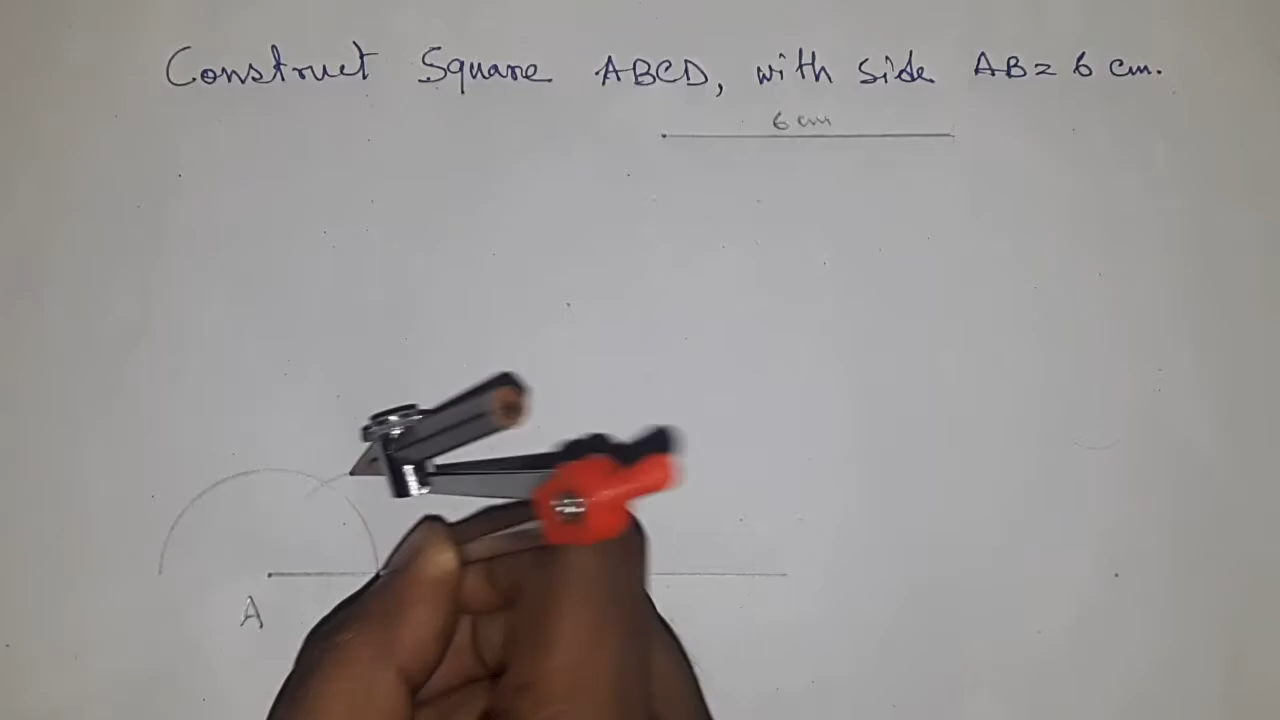 Construct Square ABCD, with side AB = 6 cm.
6 cm
A